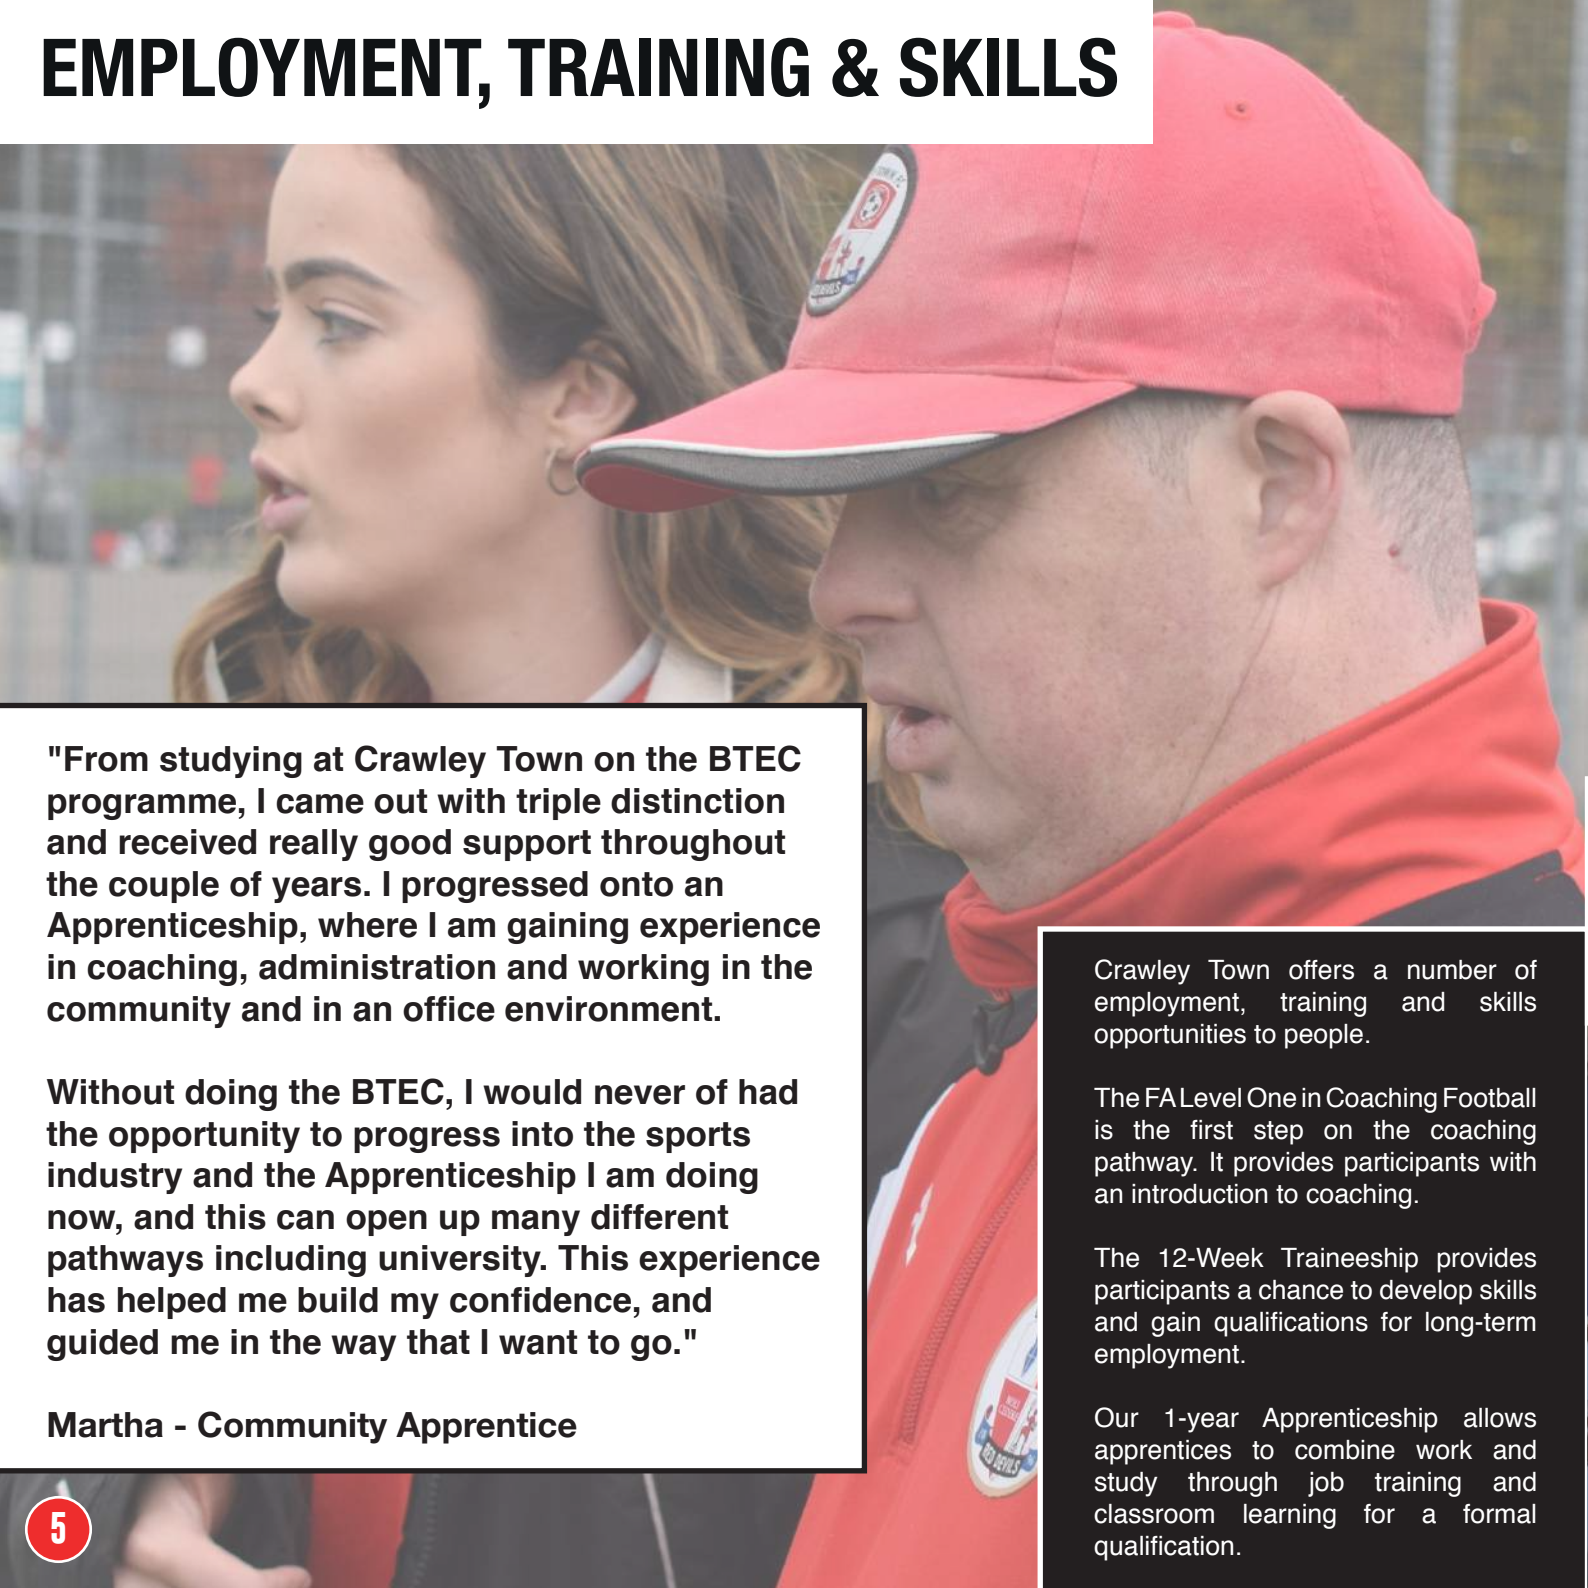 EMPLOYMENT, TRAINING & SKILLS
TOWN FC
RED DEVILS
"From studying at Crawley Town on the BTEC
programme, I came out with triple distinction
and received really good support throughout
the couple of years. I progressed onto an
Apprenticeship, where I am gaining experience
in coaching, administration and working in the
community and in an office environment.
Without doing the BTEC, I would never of had
the opportunity to progress into the sports
industry and the Apprenticeship I am doing
now, and this can open up many different
pathways including university. This experience
has helped me build my confidence, and
guided me in the way that I want to go."
Martha - Community Apprentice
Crawley Town offers a number of
employment, training and skills
opportunities to people.
The FA Level One in Coaching Football
is the first step on the coaching
pathway. It provides participants with
an introduction to coaching.
The 12-Week Traineeship provides
participants a chance to develop skills
and gain qualifications for long-term
employment.
Our 1-year Apprenticeship allows
apprentices to combine work and
study through job training and
classroom learning for a formal
qualification.
RED DEVILS
5